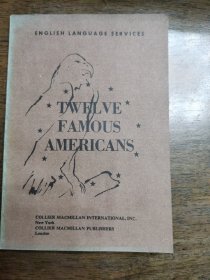 ENGLISH LANGUAGE SERVICES
TWELVE
FAMOUS
AMERICANS
COLLIER MACMILLAN INTERNATIONAL, INC.
New York
COLLIER MACMILLAN PUBLISHERS
London